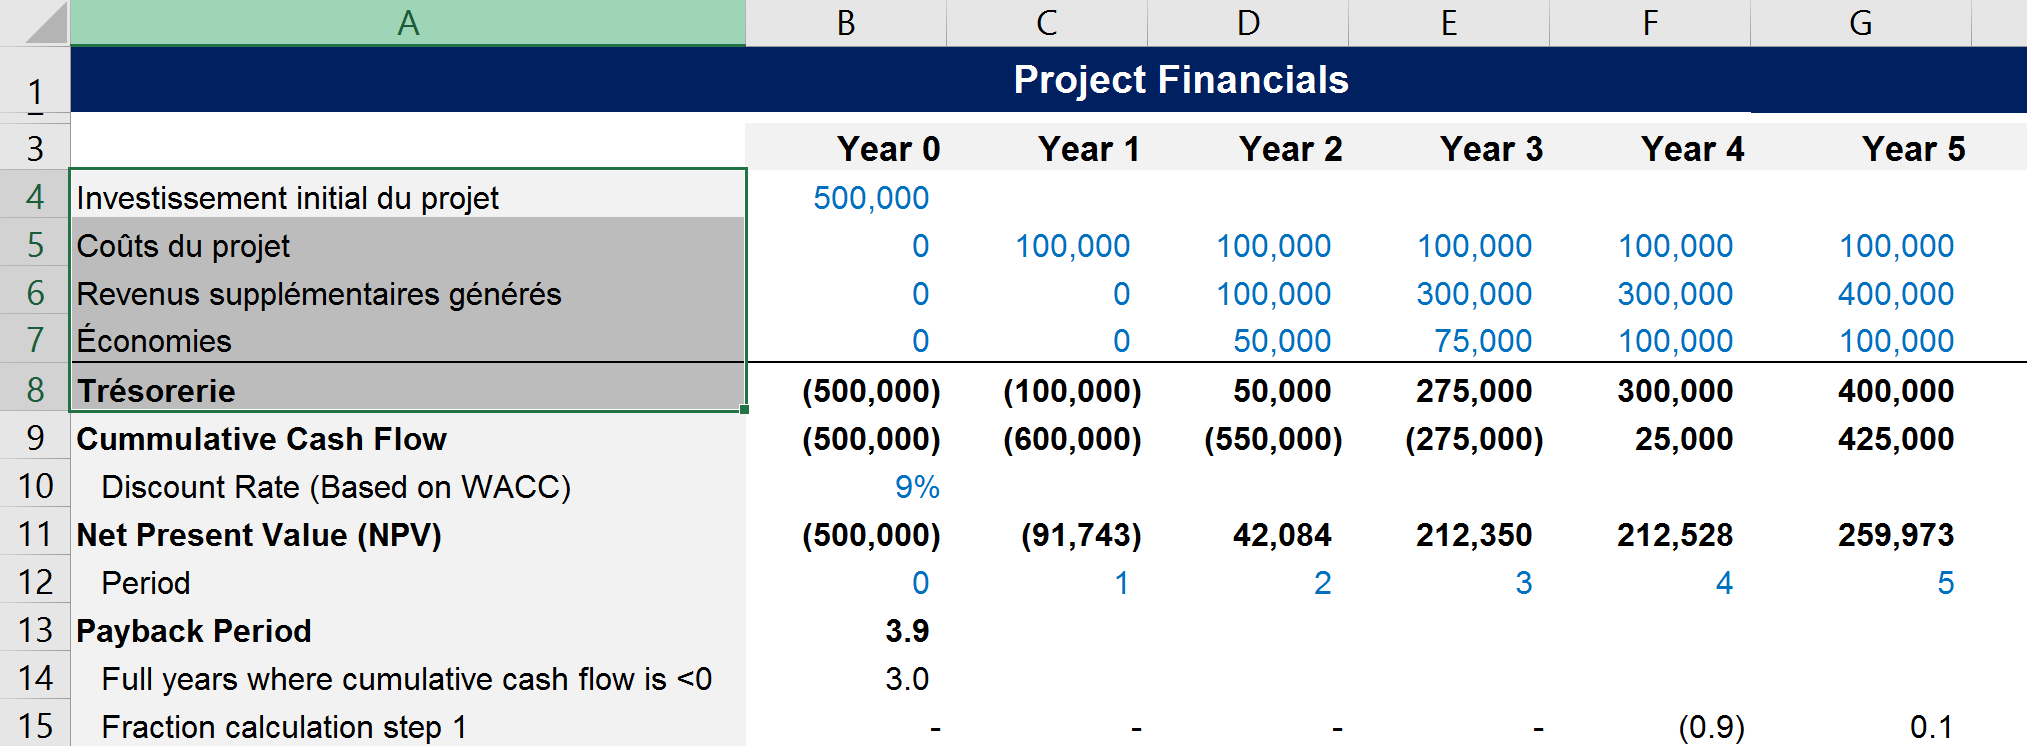 A B C D E F G
1 Project Financials
3 Year 0 Year 1 Year 2 Year 3 Year 4 Year 5
4 Investissement initial du projet 500,000
5 Coûts du projet 0 100,000 100,000 100,000 100,000 100,000
6 Revenus supplémentaires générés 0 0 100,000 300,000 300,000 400,000
7 Économies 0 0 50,000 75,000 100,000 100,000
8 Trésorerie (500,000) (100,000) 50,000 275,000 300,000 400,000
9 Cummulative Cash Flow (500,000) (600,000) (550,000) (275,000) 25,000 425,000
10 Discount Rate (Based on WACC) 9%
11 Net Present Value (NPV) (500,000) (91,743) 42,084 212,350 212,528 259,973
12 Period 0 1 2 3 4 5
13 Payback Period 3.9
14 Full years where cumulative cash flow is <0 3.0
15 Fraction calculation step 1 - - - - (0.9) 0.1